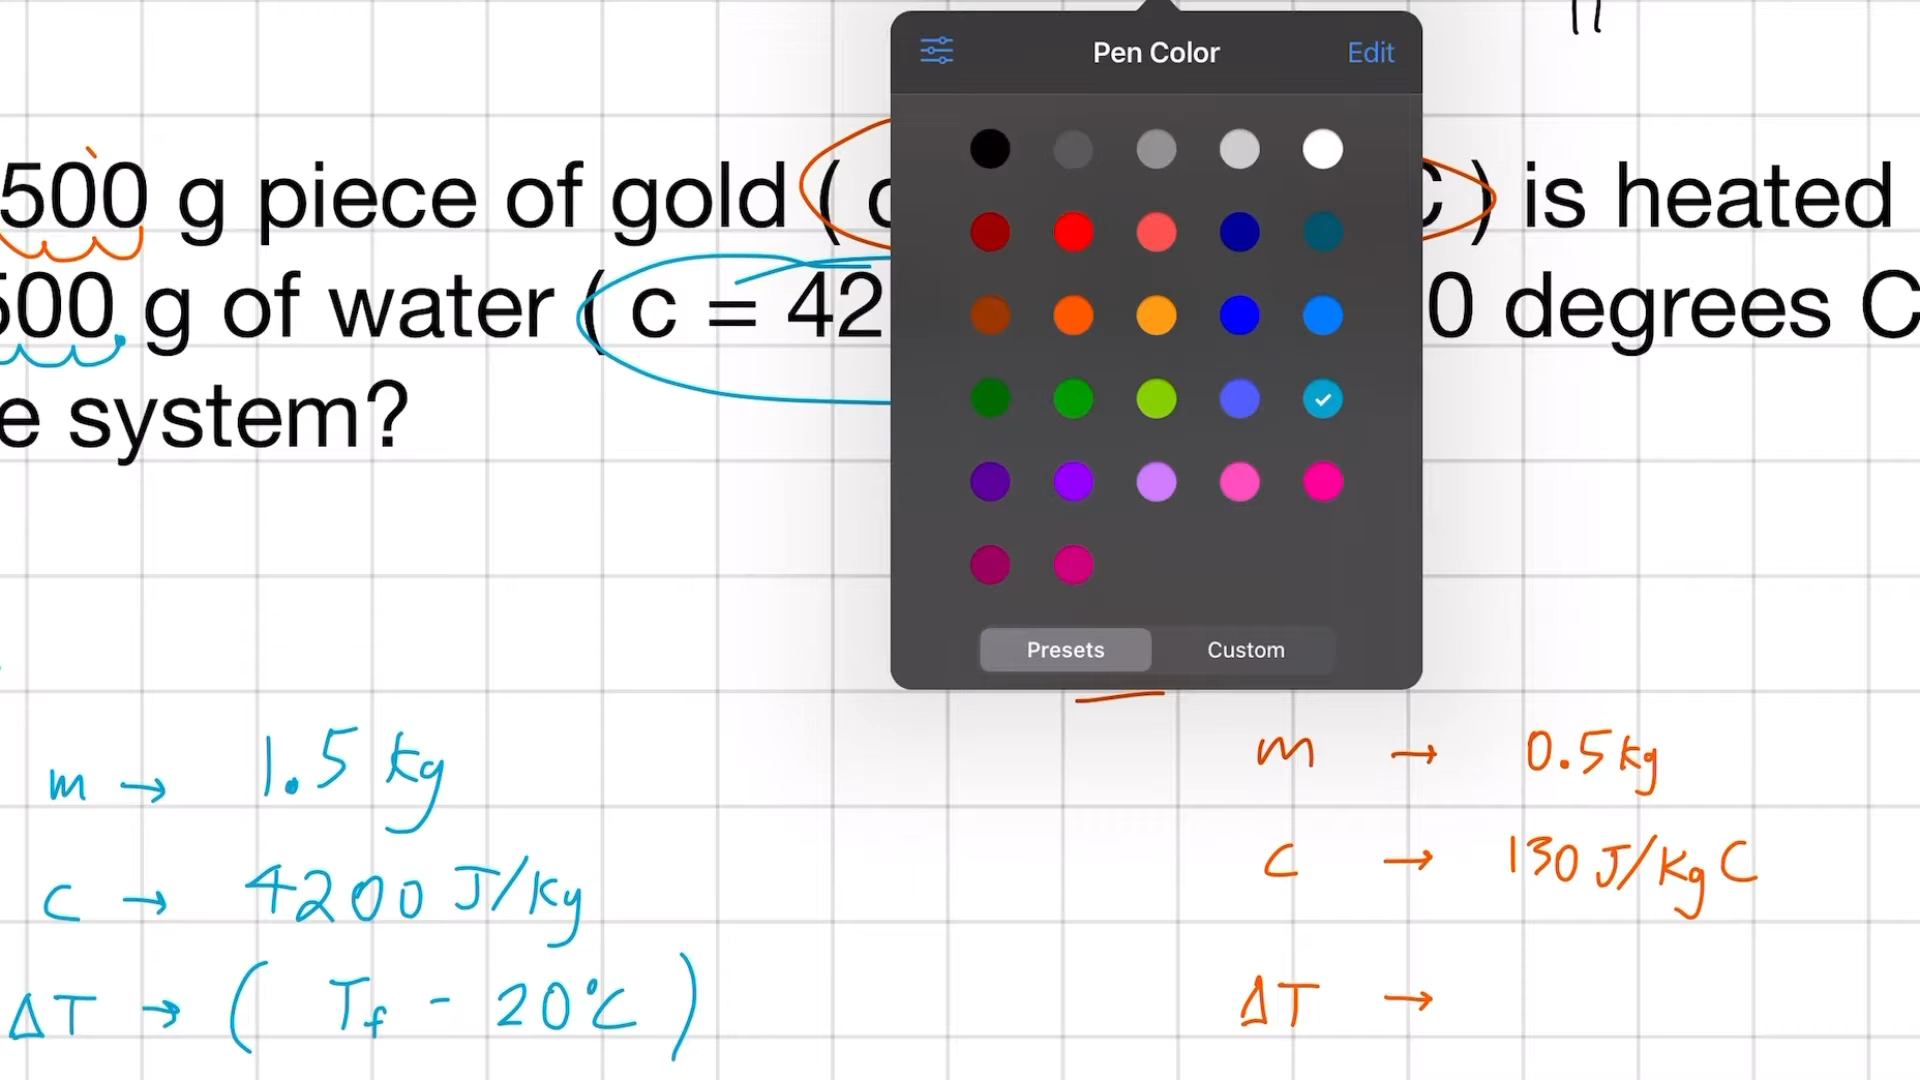 Pen Color
Edit
500 g piece of gold (
) is heated
500 g of water ( c = 42
0 degrees C
e system?
Presets
Custom
m → 1.5 kg
c → 4200 J/kg
ΔT → ( Tf - 20°C )
m → 0.5 kg
c → 130 J/kg C
ΔT →